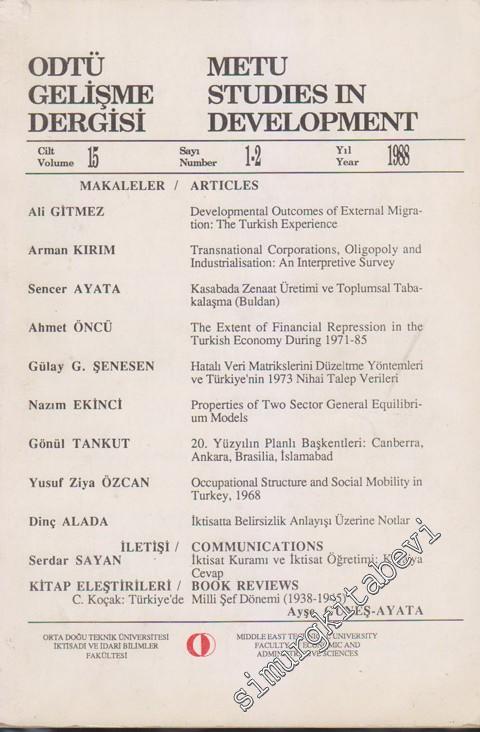 ODTÜ METU
GELİŞME STUDIES IN
DERGİSİ DEVELOPMENT
Cilt Volume 15 Sayı Number 1-2 Yıl Year 1988
MAKALELER / ARTICLES
Ali GİTMEZ Developmental Outcomes of External Migra-
tion: The Turkish Experience
Arman KIRIM Transnational Corporations, Oligopoly and
Industrialisation: An Interpretive Survey
Sencer AYATA Kasabada Zenaat Üretimi ve Toplumsal Taba-
kalaşma (Buldan)
Ahmet ÖNCÜ The Extent of Financial Repression in the
Turkish Economy During 1971-85
Gülay G. ŞENESEN Hatalı Veri Matrikslerini Düzeltme Yöntemleri
ve Türkiye'nin 1973 Nihai Talep Verileri
Nazım EKİNCİ Properties of Two Sector General Equilibri-
um Models
Gönül TANKUT 20. Yüzyılın Planlı Başkentleri: Canberra,
Ankara, Brasilia, İslamabad
Yusuf Ziya ÖZCAN Occupational Structure and Social Mobility in
Turkey, 1968
Dinç ALADA İktisatta Belirsizlik Anlayışı Üzerine Notlar
İLETİŞİ / COMMUNICATIONS
Serdar SAYAN İktisat Kuramı ve İktisat Öğretimi:
Cevap
KİTAP ELEŞTİRİLERİ / BOOK REVIEWS
C. Koçak: Türkiye'de Milli Şef Dönemi
Ayşe -AYATA
ORTA DOĞU TEKNİK ÜNİVERSİTESİ
İKTİSADİ VE İDARİ BİLİMLER
FAKÜLTESİ
MIDDLE EAST TECHNICAL UNIVERSITY
FACULTY OF ECONOMIC AND
ADMINISTRATIVE SCIENCES
simurgkitabevi